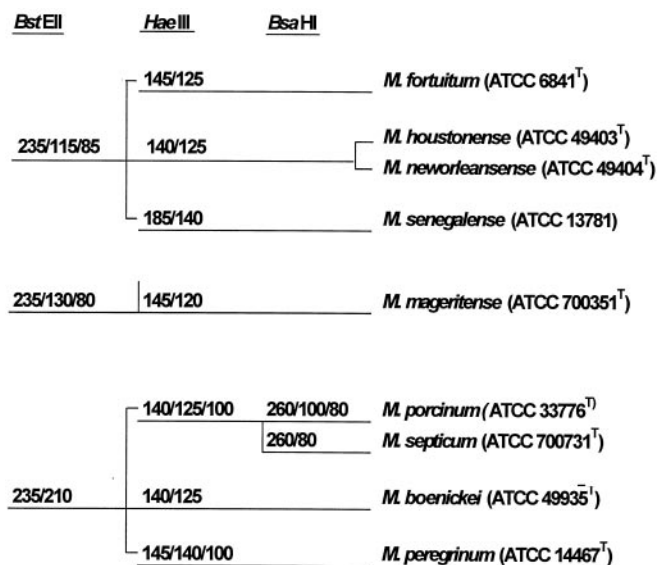 BstEII HaeIII BsaHI
145/125 M. fortuitum (ATCC 6841T)
M. houstonense (ATCC 49403T)
235/115/85 140/125
M. neworleansense (ATCC 49404T)
185/140 M. senegalense (ATCC 13781)
235/130/80 145/120 M. mageritense (ATCC 700351T)
140/125/100 260/100/80 M. porcinum (ATCC 33776T)
260/80 M. septicum (ATCC 700731T)
235/210 140/125 M. boenickei (ATCC 49935T)
145/140/100 M. peregrinum (ATCC 14467T)